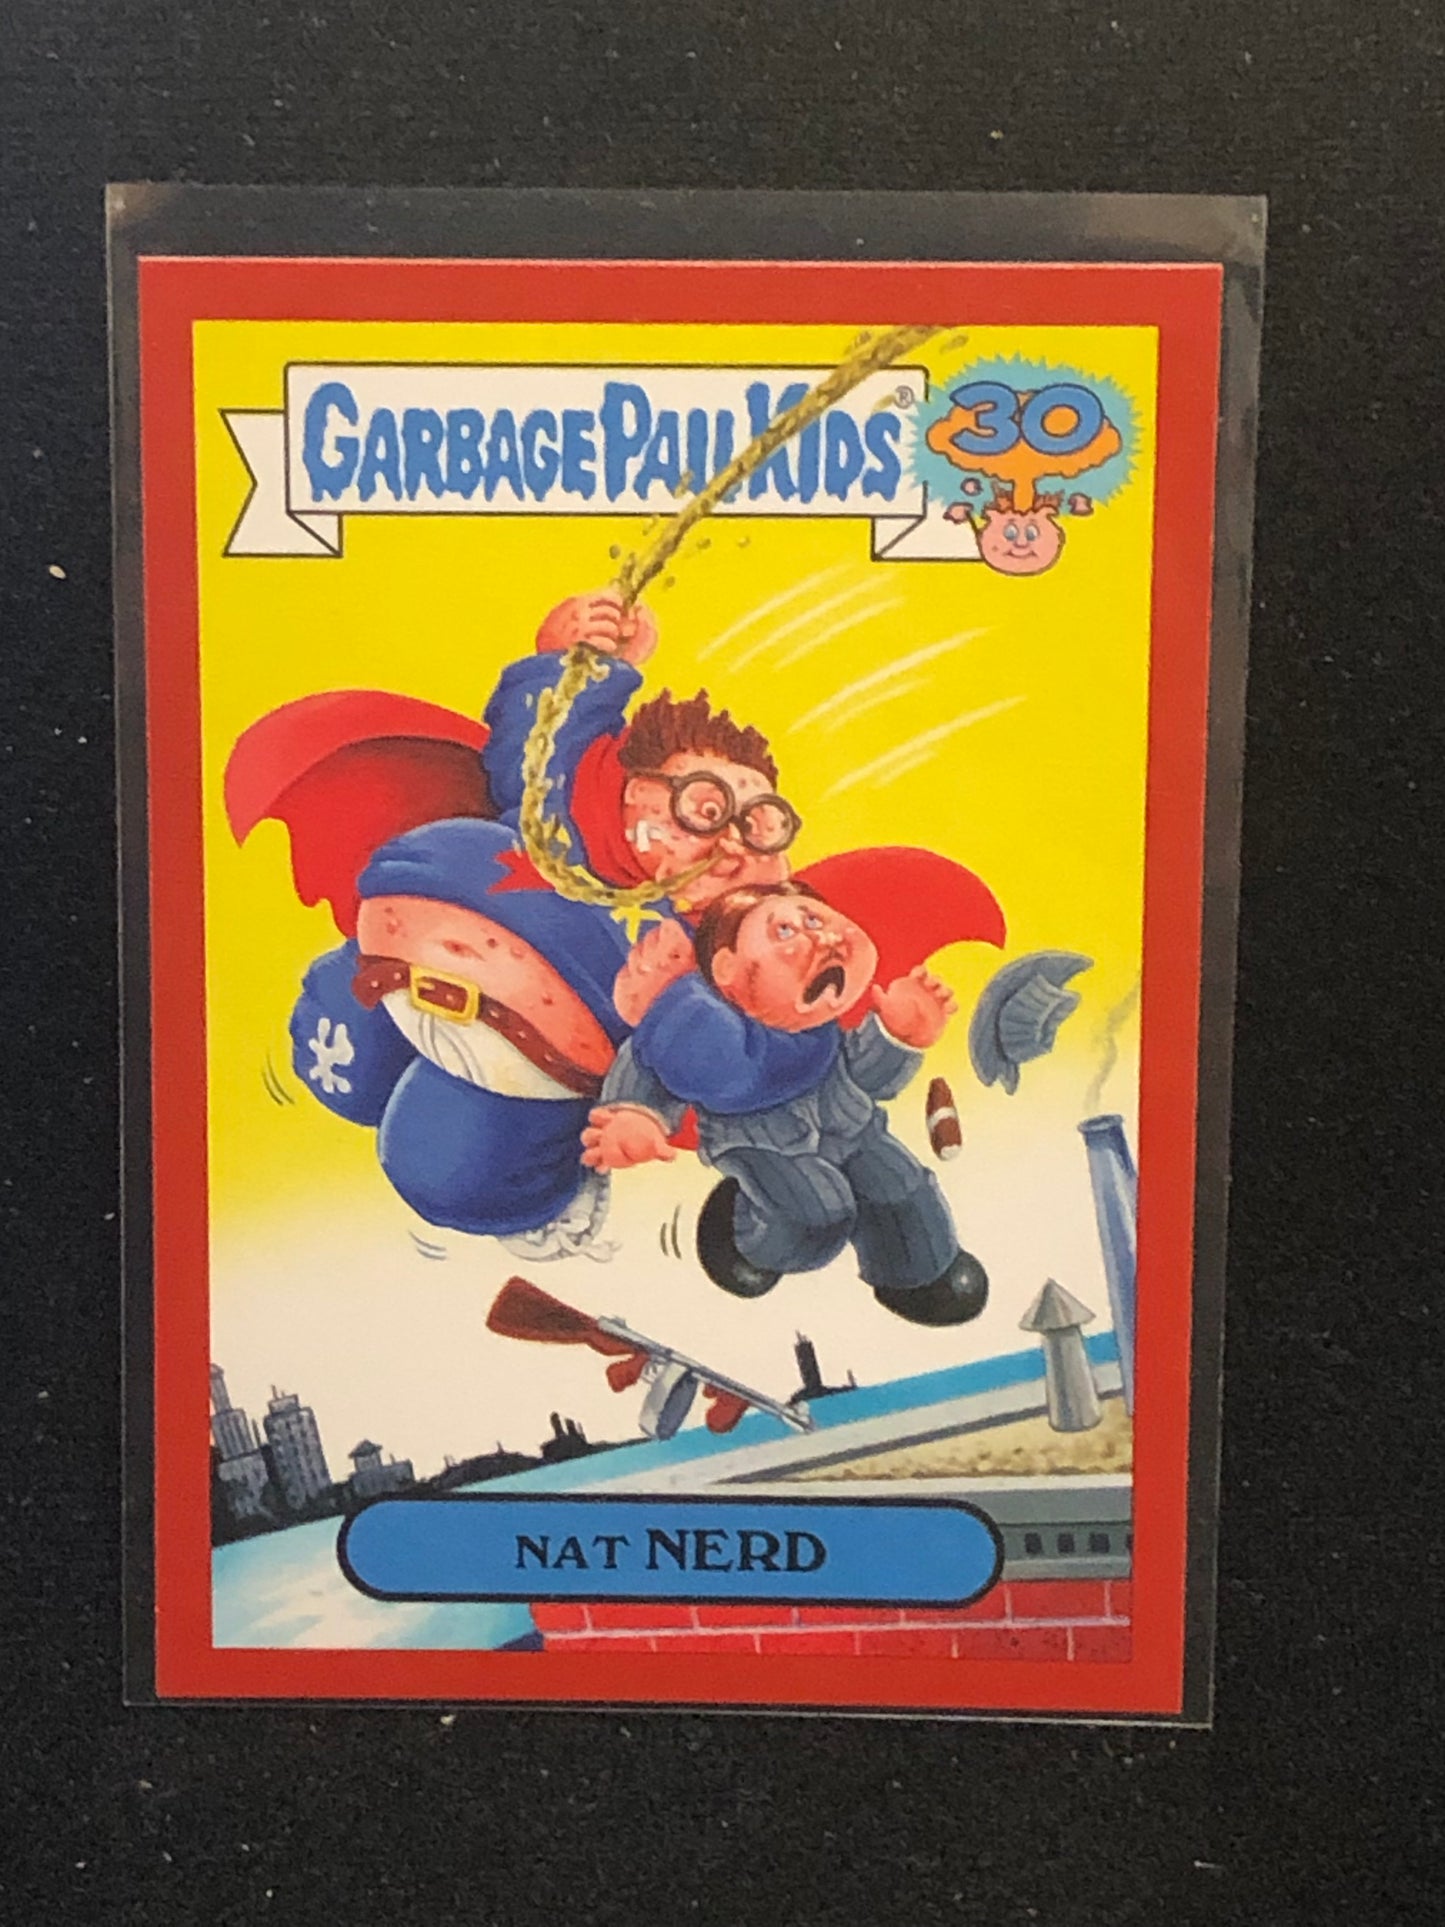 GARBAGE PAIL KIDS®
30
NAT NERD